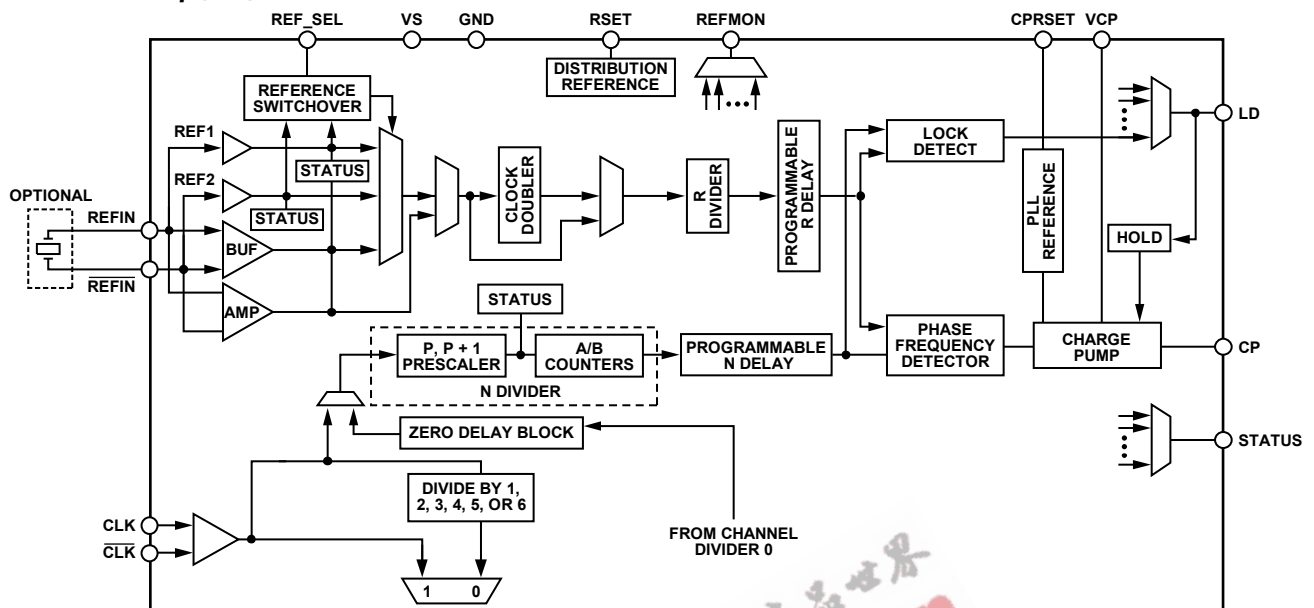 REF_SEL
VS
GND
RSET
REFMON
CPRSET
VCP
DISTRIBUTION
REFERENCE
REFERENCE
SWITCHOVER
REF1
REF2
STATUS
STATUS
OPTIONAL
REFIN
REFIN
BUF
AMP
CLOCK
DOUBLER
R
DIVIDER
PROGRAMMABLE
R DELAY
LOCK
DETECT
LD
PLL
REFERENCE
HOLD
STATUS
P, P + 1
PRESCALER
A/B
COUNTERS
N DIVIDER
PROGRAMMABLE
N DELAY
PHASE
FREQUENCY
DETECTOR
CHARGE
PUMP
CP
ZERO DELAY BLOCK
STATUS
DIVIDE BY 1,
2, 3, 4, 5, OR 6
CLK
CLK
FROM CHANNEL
DIVIDER 0
1 0
世界